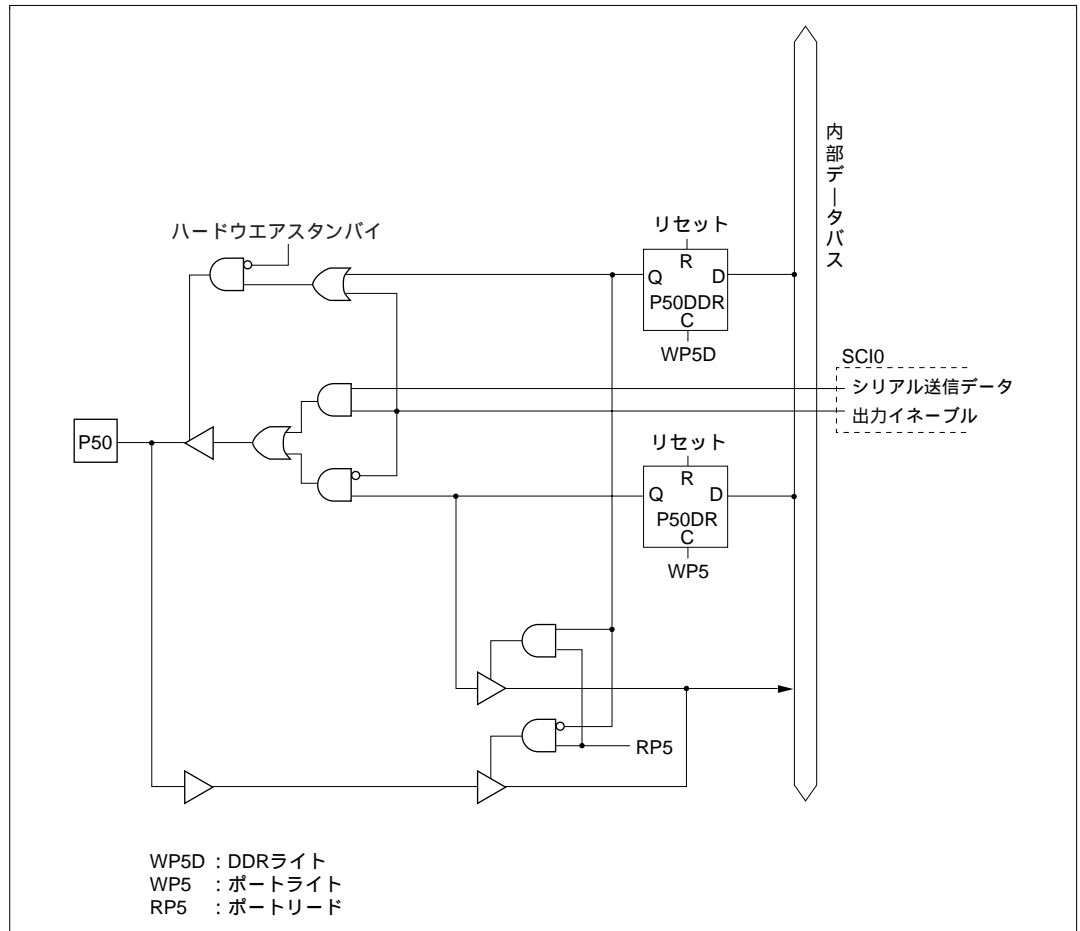 内部データバス
ハードウエアスタンバイ
リセット
R
Q
D
P50DDR
C
WP5D
SCI0
シリアル送信データ
出力イネーブル
P50
リセット
R
Q
D
P50DR
C
WP5
RP5
WP5D :DDRライト
WP5 :ポートライト
RP5 :ポートリード